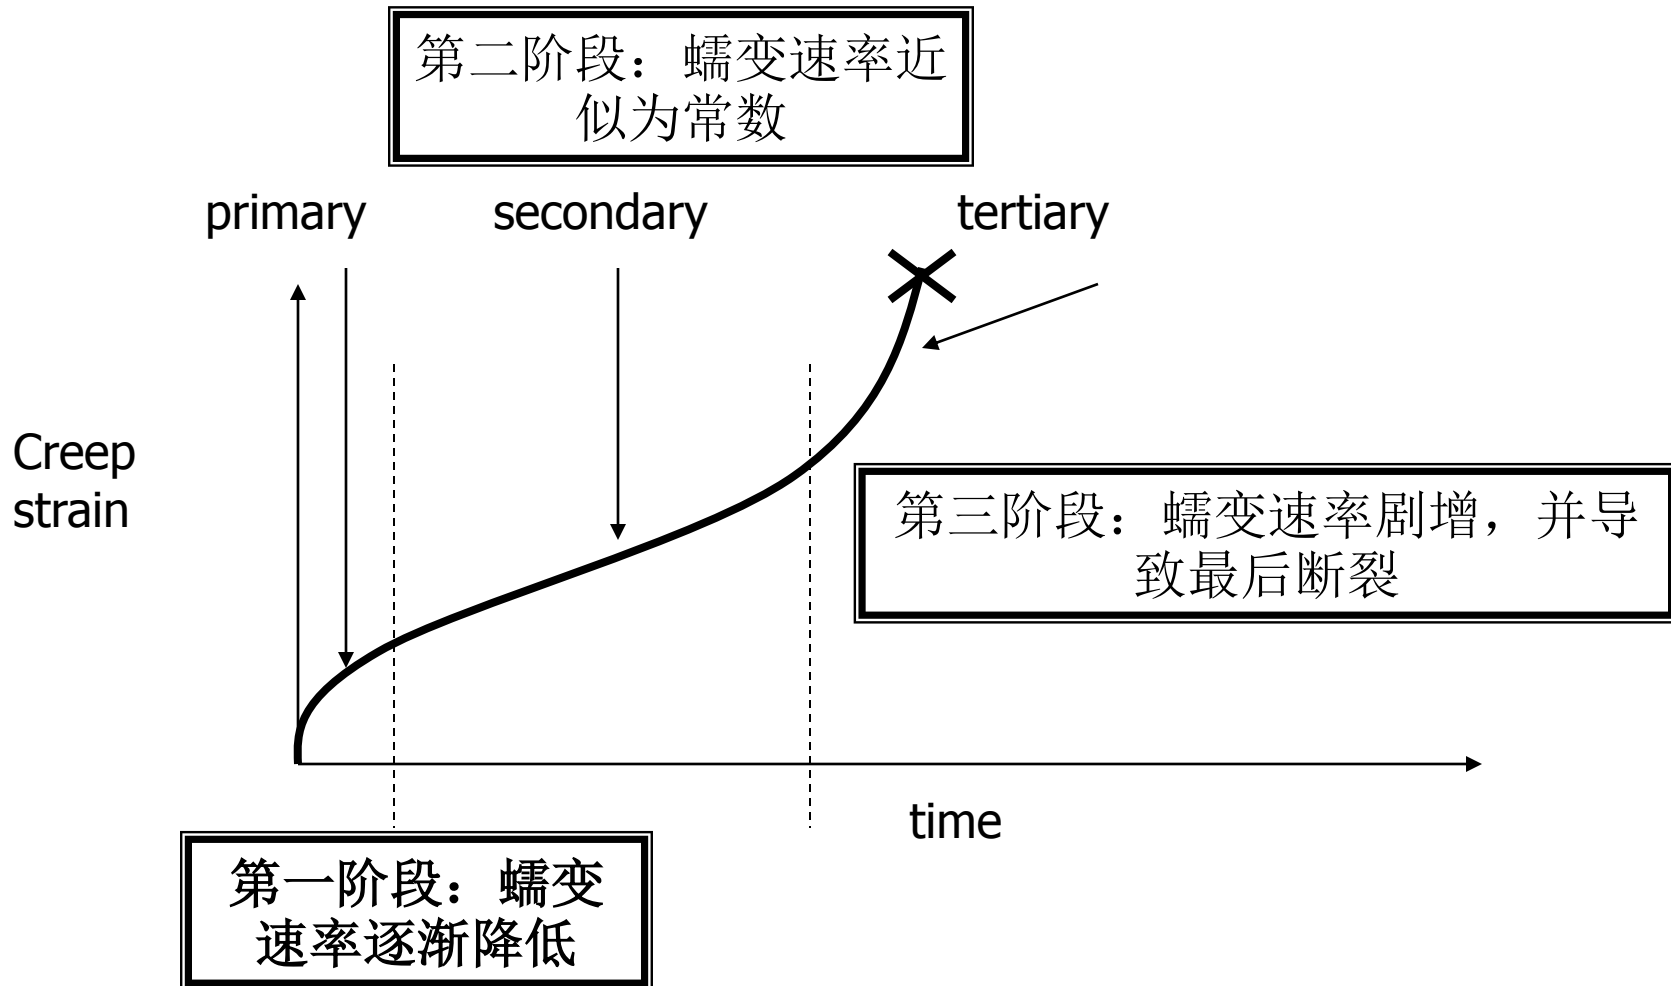 第二阶段：蠕变速率近
似为常数
primary
secondary
tertiary
Creep
strain
第三阶段：蠕变速率剧增，并导
致最后断裂
time
第一阶段：蠕变
速率逐渐降低